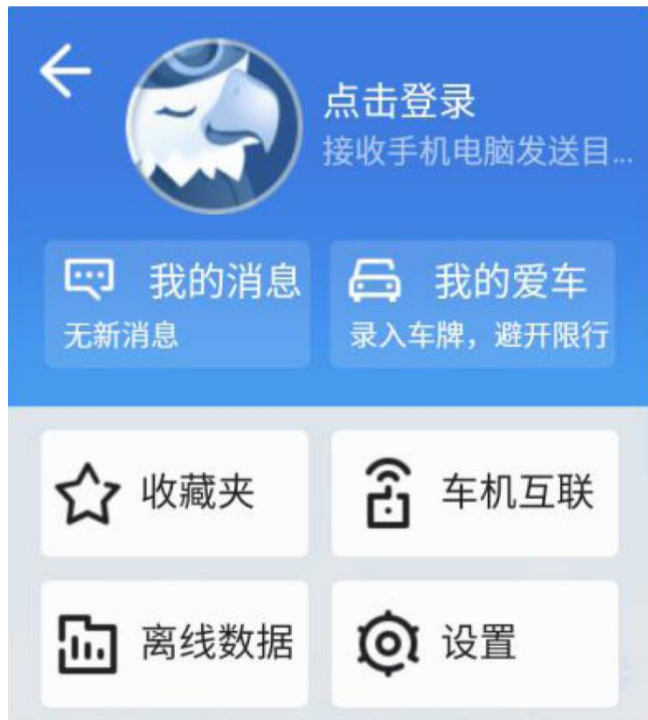 点击登录
接收手机电脑发送目...
我的消息
无新消息
我的爱车
录入车牌，避开限行
收藏夹
车机互联
离线数据
设置